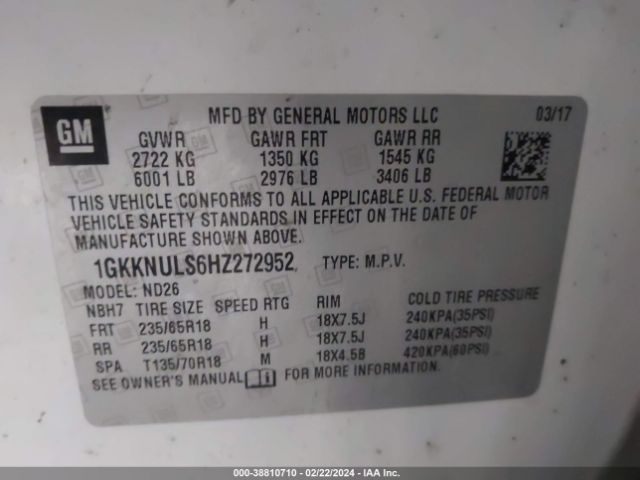 GM
MFD BY GENERAL MOTORS LLC 03/17
GVWR GAWR FRT GAWR RR
2722 KG 1350 KG 1545 KG
6001 LB 2976 LB 3406 LB
THIS VEHICLE CONFORMS TO ALL APPLICABLE U.S. FEDERAL MOTOR
VEHICLE SAFETY STANDARDS IN EFFECT ON THE DATE OF
MANUFACTURE SHOWN ABOVE.
1GKKNULS6HZ272952 TYPE: M.P.V.
MODEL: ND26
NBH7 TIRE SIZE SPEED RTG RIM COLD TIRE PRESSURE
FRT 235/65R18 H 18X7.5J 240KPA(35PSI)
RR 235/65R18 H 18X7.5J 240KPA(35PSI)
SPA T135/70R18 M 18X4.5B 420KPA(60PSI)
SEE OWNER'S MANUAL FOR MORE INFORMATION.
000-38810710 - 02/22/2024 - IAA Inc.